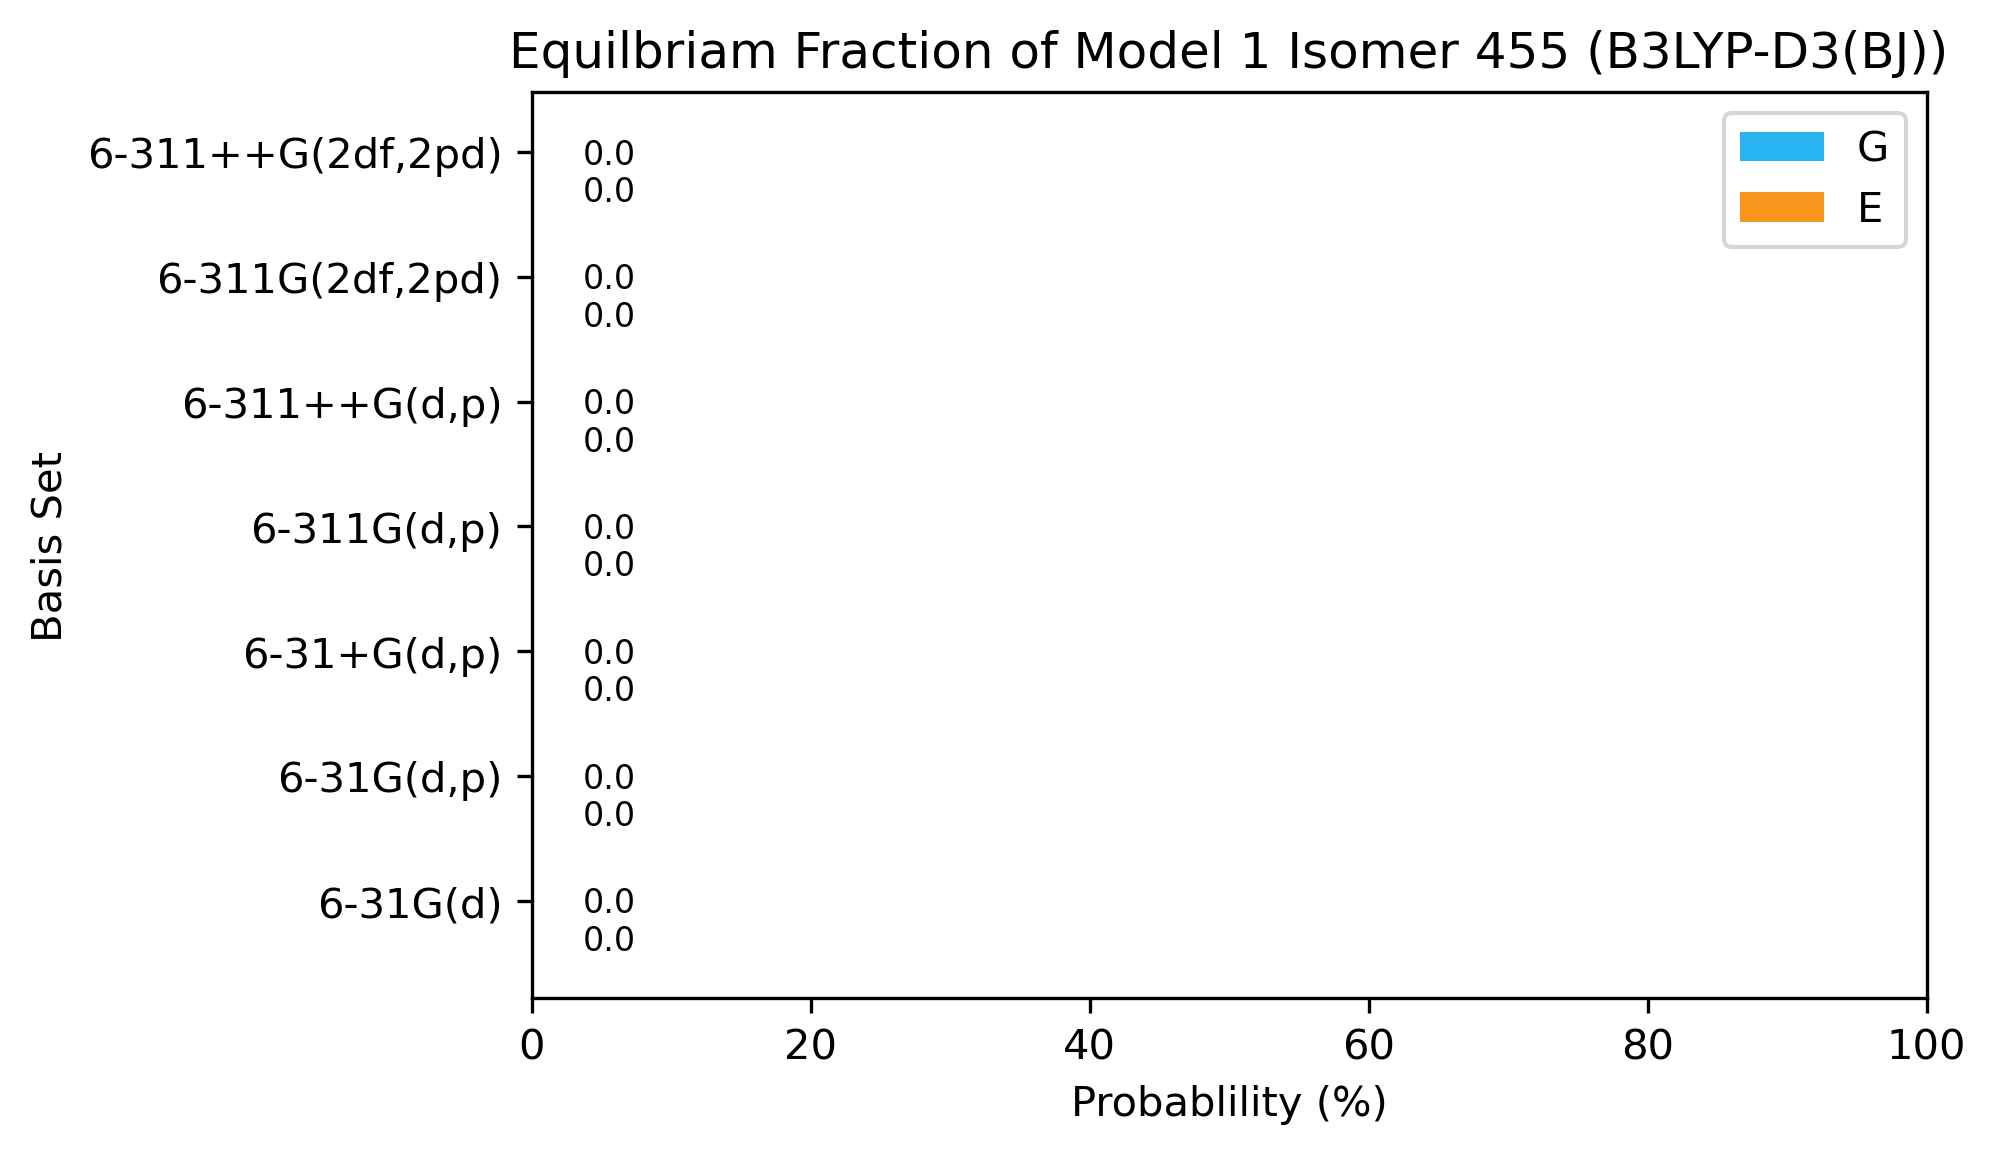 Equilbriam Fraction of Model 1 Isomer 455 (B3LYP-D3(BJ))
G
E
6-311++G(2df,2pd)
0.0
0.0
6-311G(2df,2pd)
0.0
0.0
6-311++G(d,p)
0.0
0.0
6-311G(d,p)
0.0
0.0
6-31+G(d,p)
0.0
0.0
6-31G(d,p)
0.0
0.0
6-31G(d)
0.0
0.0
Basis Set
0 20 40 60 80 100
Probablility (%)